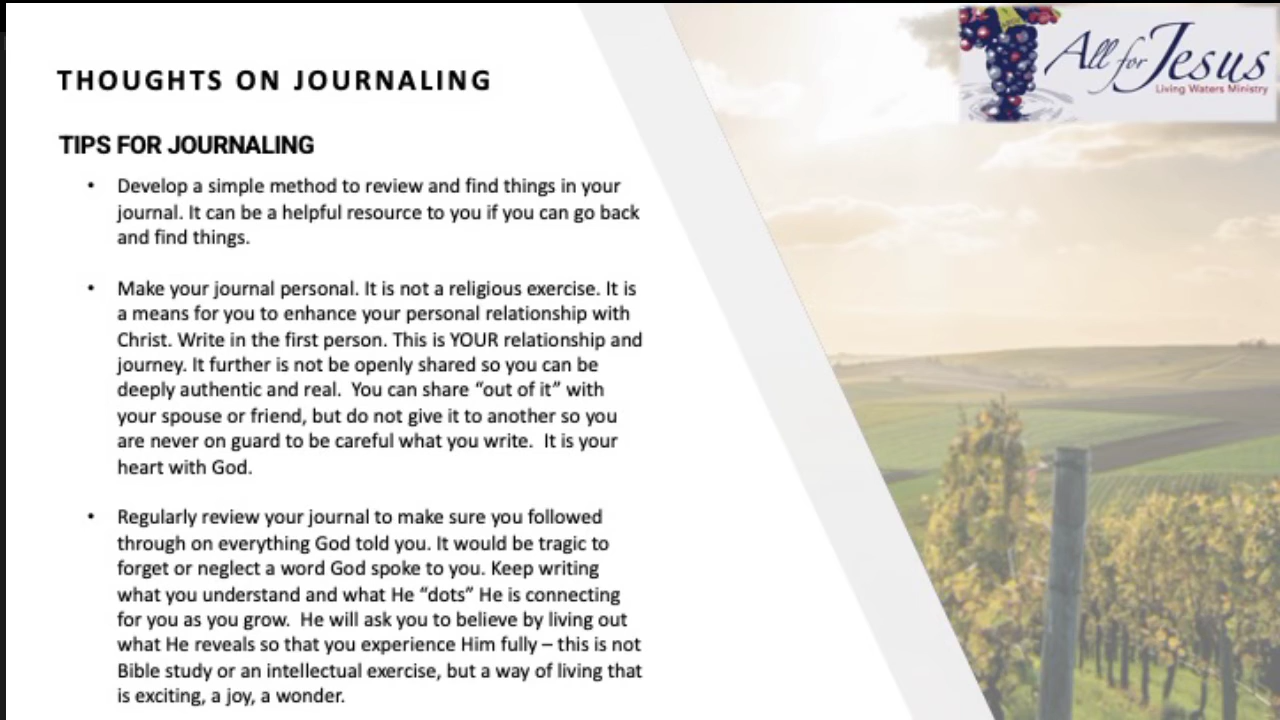 All for Jesus
Living Waters Ministry
THOUGHTS ON JOURNALING
TIPS FOR JOURNALING
• Develop a simple method to review and find things in your
journal. It can be a helpful resource to you if you can go back
and find things.
• Make your journal personal. It is not a religious exercise. It is
a means for you to enhance your personal relationship with
Christ. Write in the first person. This is YOUR relationship and
journey. It further is not be openly shared so you can be
deeply authentic and real.  You can share “out of it” with
your spouse or friend, but do not give it to another so you
are never on guard to be careful what you write.  It is your
heart with God.
• Regularly review your journal to make sure you followed
through on everything God told you. It would be tragic to
forget or neglect a word God spoke to you. Keep writing
what you understand and what He “dots” He is connecting
for you as you grow.  He will ask you to believe by living out
what He reveals so that you experience Him fully – this is not
Bible study or an intellectual exercise, but a way of living that
is exciting, a joy, a wonder.